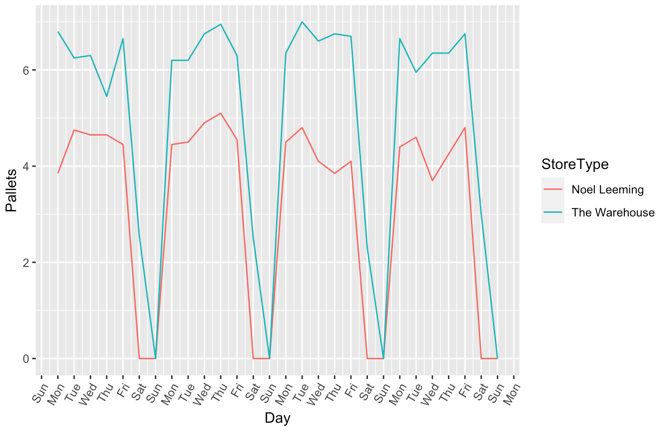 6
4
2
0
Pallets
Sun Mon Tue Wed Thu Fri Sat Sun Mon Tue Wed Thu Fri Sat Sun Mon Tue Wed Thu Fri Sat Sun Mon Tue Wed Thu Fri Sat Sun Mon
Day
StoreType
Noel Leeming
The Warehouse